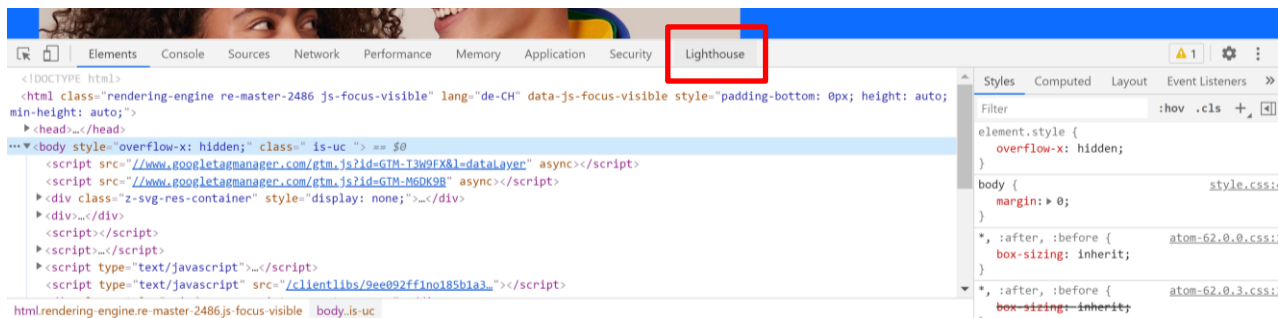 Elements Console Sources Network Performance Memory Application Security Lighthouse 1
<!DOCTYPE html>
<html class="rendering-engine re-master-2486 js-focus-visible" lang="de-CH" data-js-focus-visible style="padding-bottom: 0px; height: auto;
min-height: auto;">
<head>…</head>
<body style="overflow-x: hidden;" class=" is-uc "> == $0
<script src="//www.googletagmanager.com/gtm.js?id=GTM-T3W9FX&l=dataLayer" async></script>
<script src="//www.googletagmanager.com/gtm.js?id=GTM-M6DK9B" async></script>
<div class="z-svg-res-container" style="display: none;">…</div>
<div>…</div>
<script></script>
<script>…</script>
<script type="text/javascript">…</script>
<script type="text/javascript" src="/clientlibs/9ee092ff1no185b1a3…"></script>
html.rendering-engine.re-master-2486.js-focus-visible body..is-uc
Styles Computed Layout Event Listeners »
Filter :hov .cls +
element.style {
overflow-x: hidden;
}
body { style.css:
margin: 0;
}
*, :after, :before { atom-62.0.0.css:
box-sizing: inherit;
}
*, :after, :before { atom-62.0.3.css:
box-sizing: inherit;